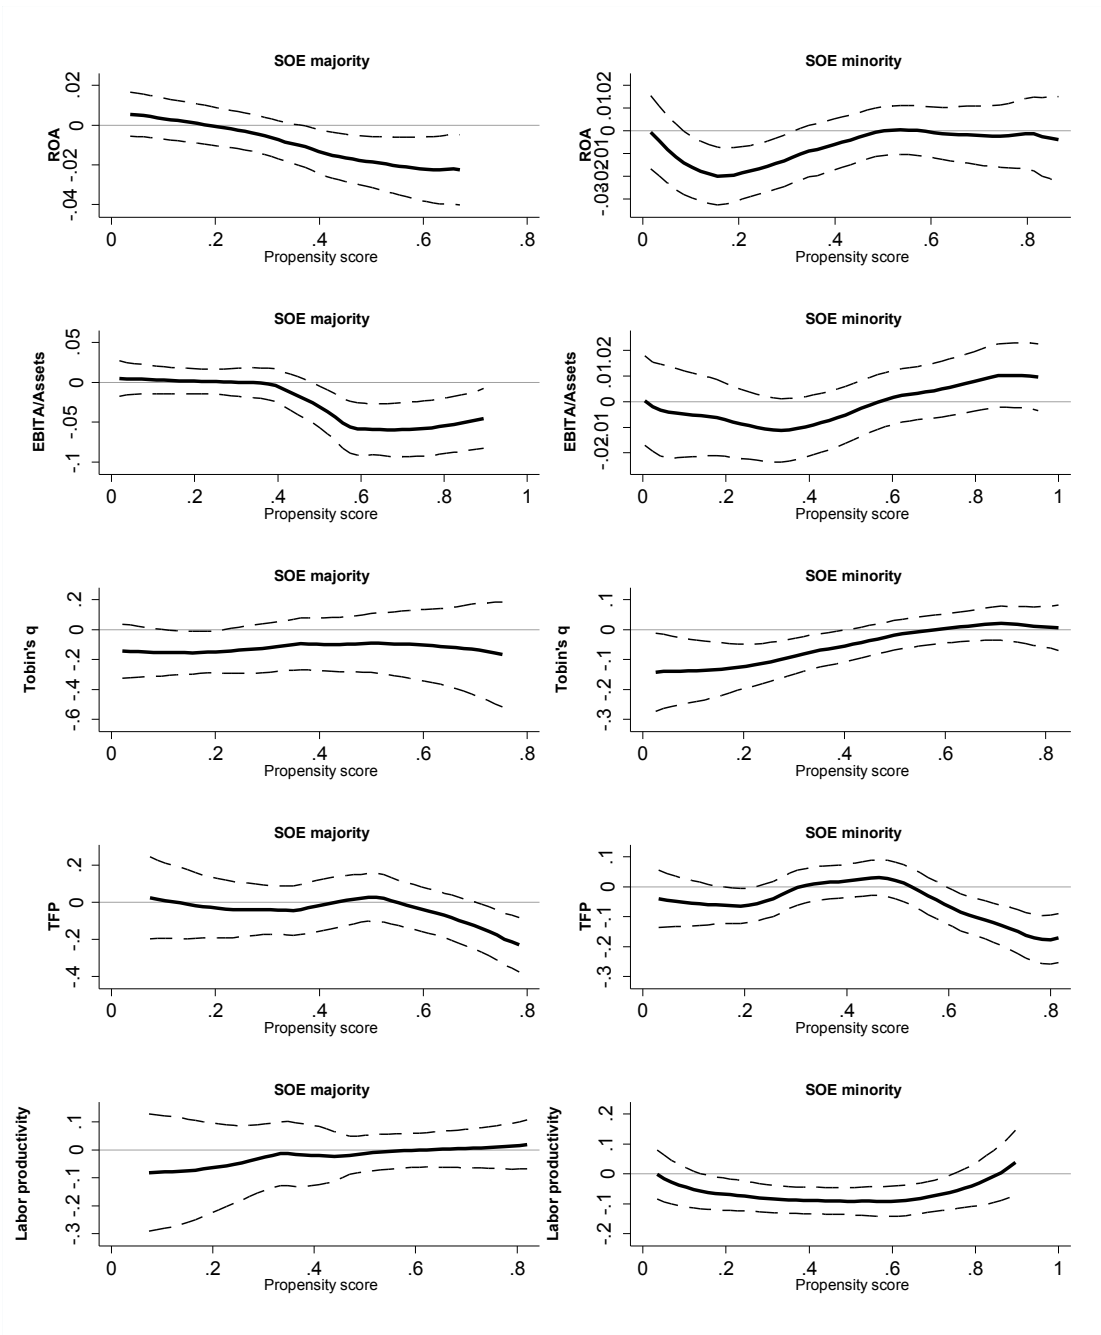 SOE majority
ROA
.02
0
-.02
-.04
0 .2 .4 .6 .8
Propensity score
SOE minority
ROA
.01.02
0
-.03-.02-.01
0 .2 .4 .6 .8
Propensity score
SOE majority
EBITA/Assets
.05
0
-.05
-.1
0 .2 .4 .6 .8 1
Propensity score
SOE minority
EBITA/Assets
.01.02
0
-.02-.01
0 .2 .4 .6 .8 1
Propensity score
SOE majority
Tobin's q
.2
0
-.2
-.4
-.6
0 .2 .4 .6 .8
Propensity score
SOE minority
Tobin's q
.1
0
-.1
-.2
-.3
0 .2 .4 .6 .8
Propensity score
SOE majority
TFP
.2
0
-.2
-.4
0 .2 .4 .6 .8
Propensity score
SOE minority
TFP
.1
0
-.1
-.2
-.3
0 .2 .4 .6 .8
Propensity score
SOE majority
Labor productivity
.1
0
-.1
-.2
-.3
0 .2 .4 .6 .8
Propensity score
SOE minority
Labor productivity
.2
.1
0
-.1
-.2
0 .2 .4 .6 .8 1
Propensity score